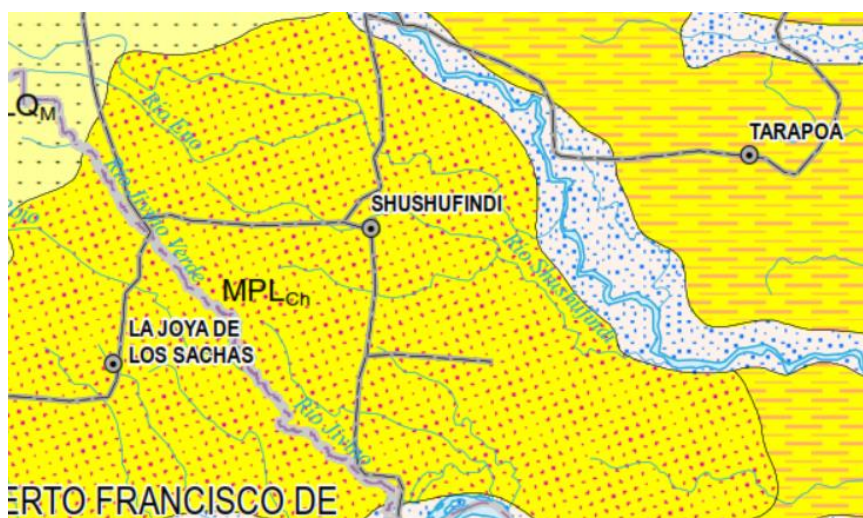 LQM
Río Eno
TARAPOA
SHUSHUFINDI
Río Jivino Verde
Río Shushufindi
MPLCh
LA JOYA DE
LOS SACHAS
Río Jivino
ERTO FRANCISCO DE